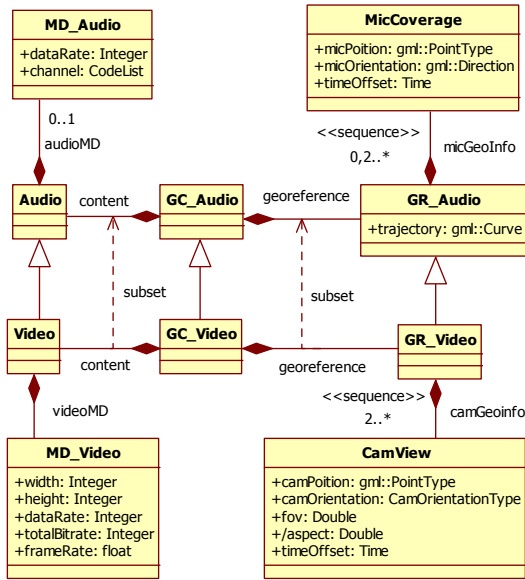 MD_Audio
+dataRate: Integer
+channel: CodeList
MicCoverage
+micPoition: gml::PointType
+micOrientation: gml::Direction
+timeOffset: Time
0..1
audioMD
<<sequence>>
0,2..*
micGeoInfo
Audio
content
GC_Audio
georeference
GR_Audio
+trajectory: gml::Curve
subset
subset
Video
content
GC_Video
georeference
GR_Video
videoMD
<<sequence>>
2..*
camGeoinfo
MD_Video
+width: Integer
+height: Integer
+dataRate: Integer
+totalBitrate: Integer
+frameRate: float
CamView
+camPoition: gml::PointType
+camOrientation: CamOrientationType
+fov: Double
+/aspect: Double
+timeOffset: Time